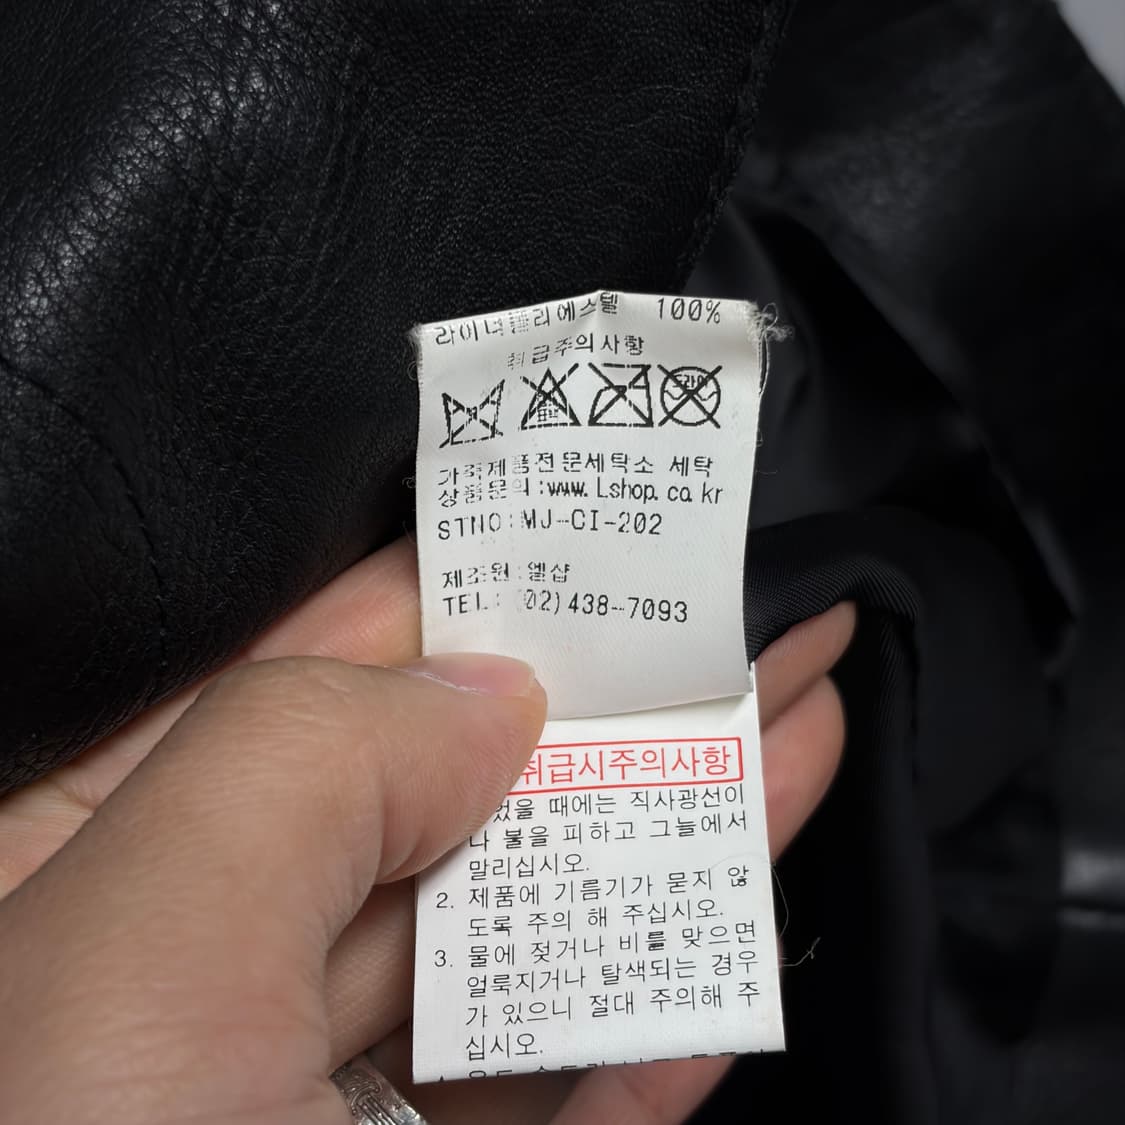 라이너폴리에스텔 100%
취급주의사항
표백
드라이
가죽제품전문세탁소 세탁
상품문의:www.Lshop.co.kr
STNO:MJ-CI-202
제조원:엘샵
TEL:(02)438-7093
취급시주의사항
었을 때에는 직사광선이
나 불을 피하고 그늘에서
말리십시오.
2. 제품에 기름기가 묻지 않
도록 주의 해 주십시오.
3. 물에 젖거나 비를 맞으면
얼룩지거나 탈색되는 경우
가 있으니 절대 주의해 주
십시오.